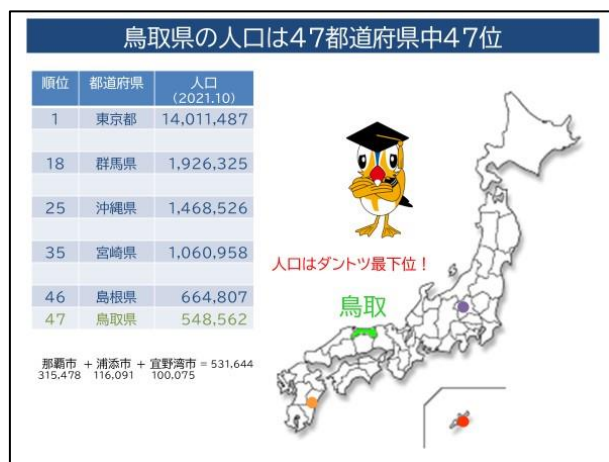 鳥取県の人口は47都道府県中47位
順位 都道府県 人口
(2021.10)
1 東京都 14,011,487
18 群馬県 1,926,325
25 沖縄県 1,468,526
35 宮崎県 1,060,958
46 島根県 664,807
47 鳥取県 548,562
人口はダントツ最下位！
鳥取
那覇市 + 浦添市 + 宜野湾市 = 531,644
315,478 116,091 100,075